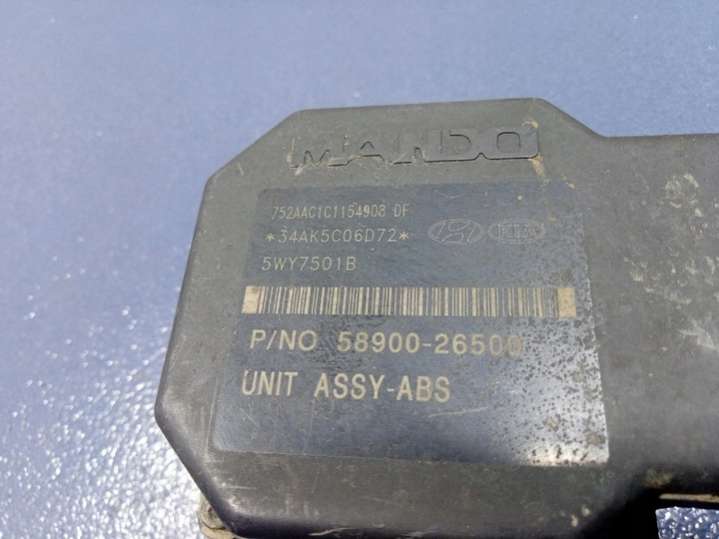 MANDO
752AAC1C1154908 DF
*34AK5C06D72*
5WY7501B
P/NO 58900-26500
UNIT ASSY-ABS